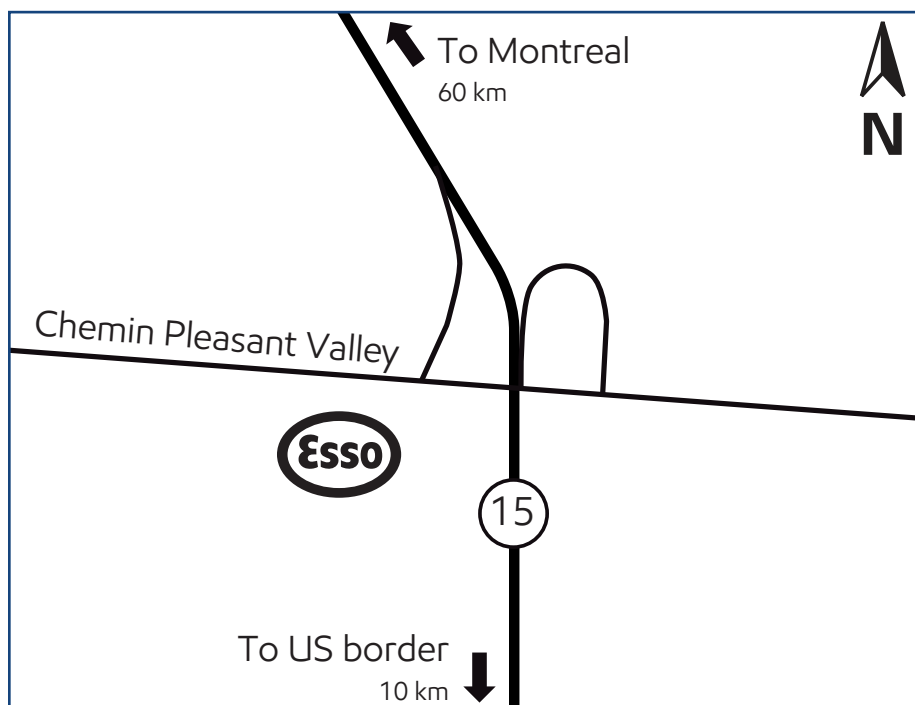 To Montreal
60 km
N
Chemin Pleasant Valley
Esso
15
To US border
10 km